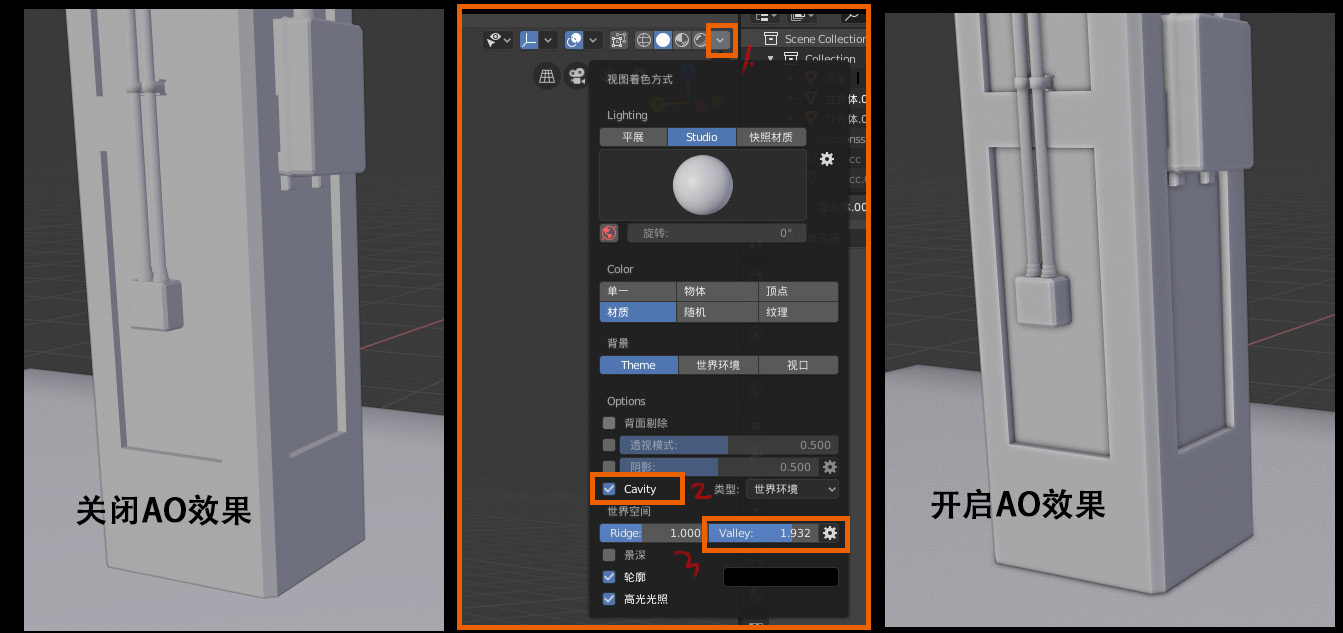 关闭AO效果
Scene Collection
Collection
视图着色方式
Lighting
平展 Studio 快照材质
旋转: 0°
Color
单一 物体 顶点
材质 随机 纹理
背景
Theme 世界环境 视口
Options
背面剔除
透视模式: 0.500
阴影: 0.500
Cavity 类型: 世界环境
世界空间
Ridge: 1.000 Valley: 1.932
景深
轮廓
高光光照
1.
2
3
开启AO效果